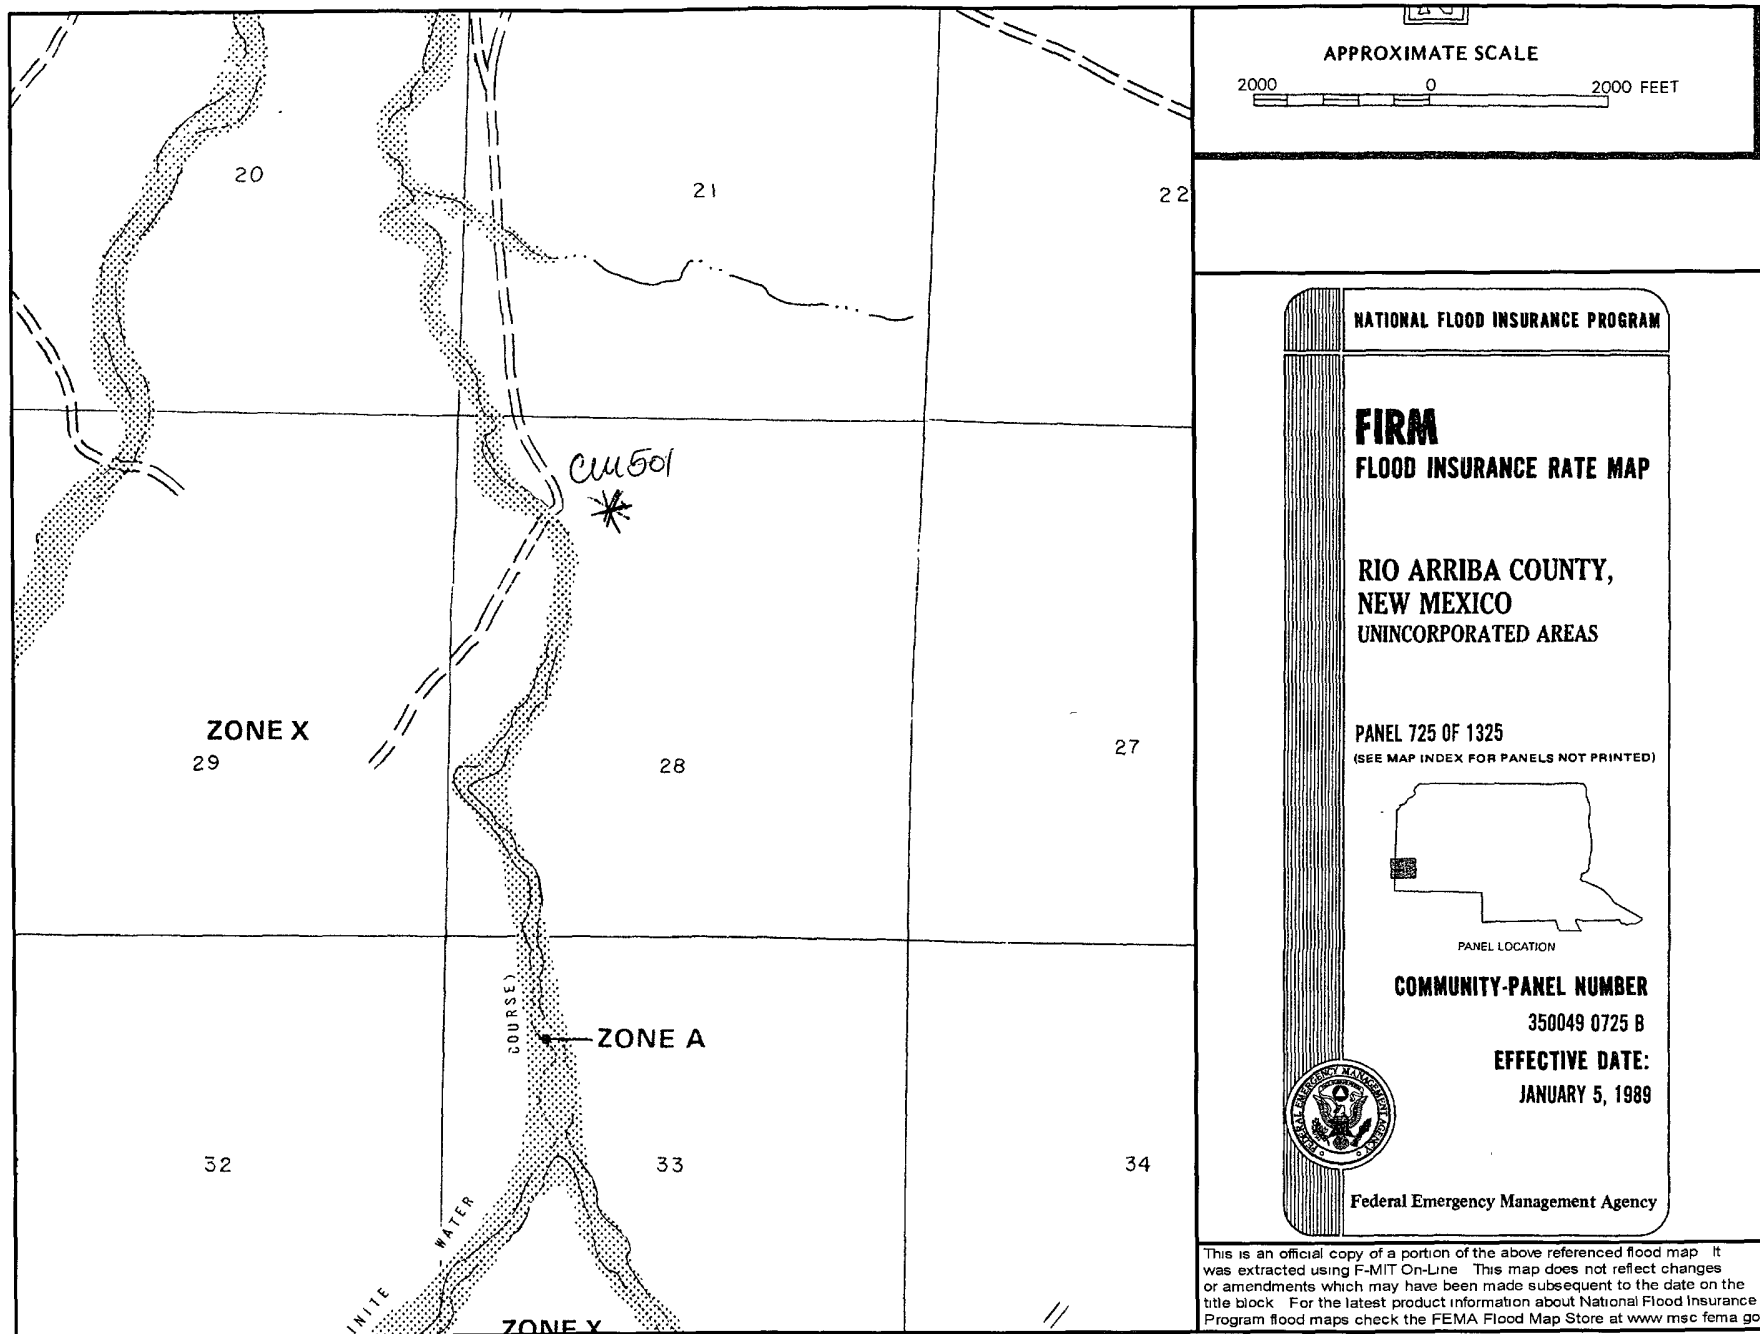 APPROXIMATE SCALE
2000 0 2000 FEET
20
21
22
CM501
ZONE X
29
28
27
COURSE)
ZONE A
32
33
34
WATER
INITE
ZONE X
NATIONAL FLOOD INSURANCE PROGRAM
FIRM
FLOOD INSURANCE RATE MAP
RIO ARRIBA COUNTY,
NEW MEXICO
UNINCORPORATED AREAS
PANEL 725 OF 1325
(SEE MAP INDEX FOR PANELS NOT PRINTED)
PANEL LOCATION
COMMUNITY-PANEL NUMBER
350049 0725 B
EFFECTIVE DATE:
JANUARY 5, 1989
FEDERAL EMERGENCY MANAGEMENT AGENCY
Federal Emergency Management Agency
This is an official copy of a portion of the above referenced flood map It
was extracted using F-MIT On-Line This map does not reflect changes
or amendments which may have been made subsequent to the date on the
title block For the latest product information about National Flood Insurance
Program flood maps check the FEMA Flood Map Store at www msc fema go